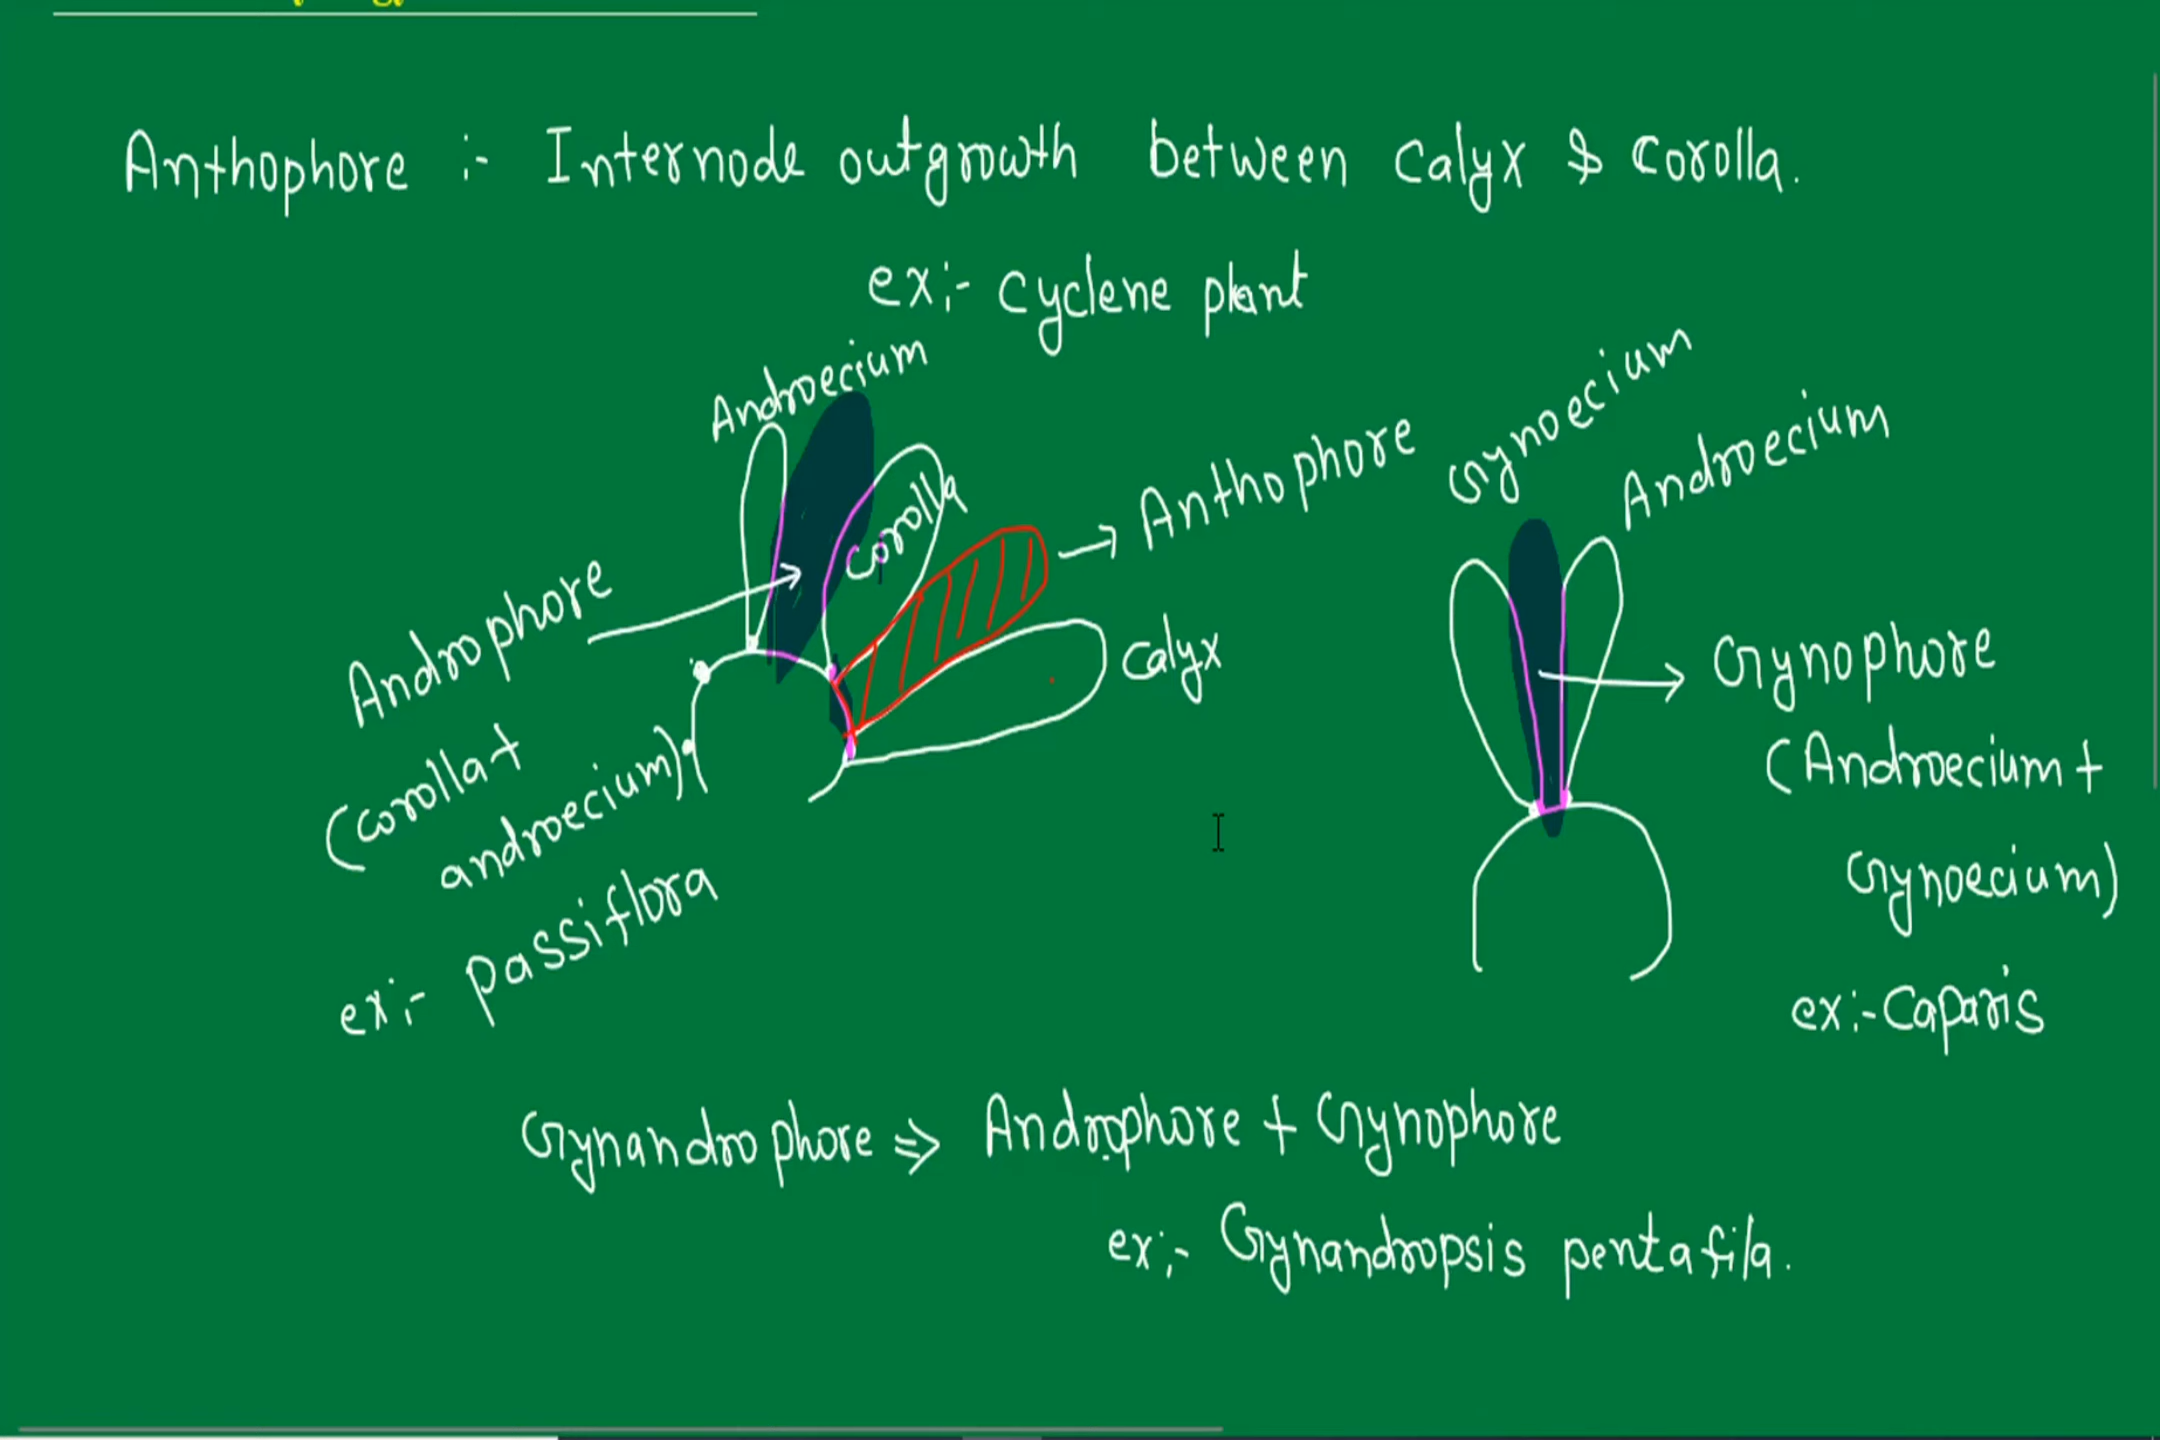 Anthophore :- Internode outgrowth between Calyx & Corolla.
ex:- Cyclene plant
Androecium
Corolla
→ Anthophore
Calyx
Androphore
(Corolla +
androecium)
ex:- passiflora
Gynoecium
Androecium
Gynophore
(Androecium +
Gynoecium)
ex:- Caparis
Gynandrophore ⇒ Androphore + Gynophore
ex:- Gynandropsis pentafila.